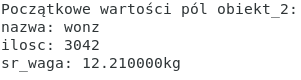 Początkowe wartości pól obiekt_2:
nazwa: wonz
ilosc: 3042
sr_waga: 12.210000kg